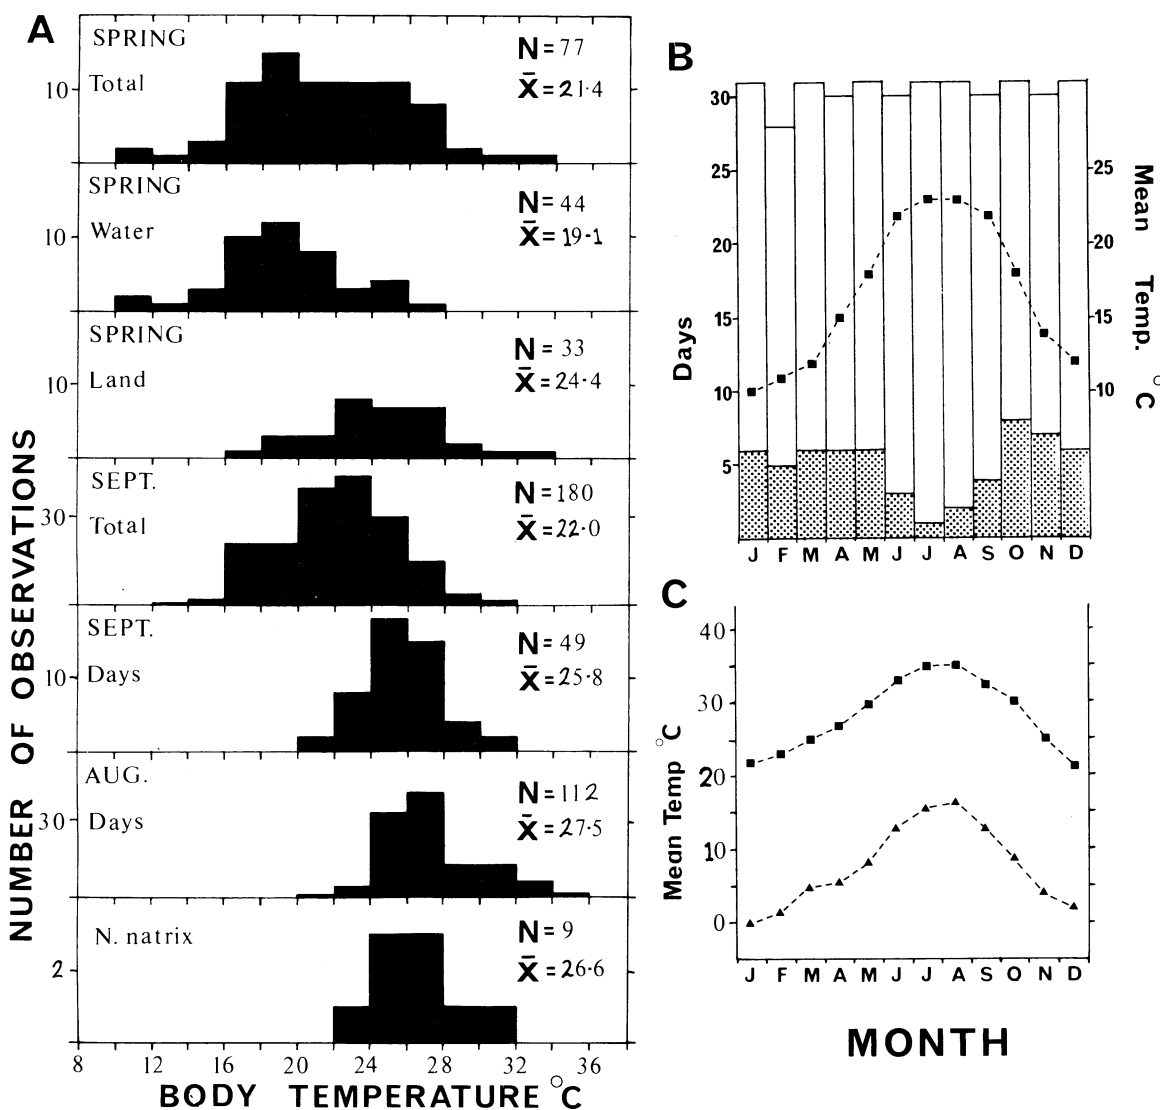 A
SPRING
Total
N=77
X̄=21·4
10
SPRING
Water
N=44
X̄=19·1
10
SPRING
Land
N=33
X̄=24·4
10
SEPT.
Total
N=180
X̄=22·0
30
SEPT.
Days
N=49
X̄=25·8
10
AUG.
Days
N=112
X̄=27·5
30
N. natrix
N=9
X̄=26·6
2
8 12 16 20 24 28 32 36
BODY TEMPERATURE °C
NUMBER OF OBSERVATIONS
B
30
25
20
15
10
5
Days
25
20
15
10
Mean Temp. °C
J F M A M J J A S O N D
C
40
30
20
10
0
Mean Temp °C
J F M A M J J A S O N D
MONTH